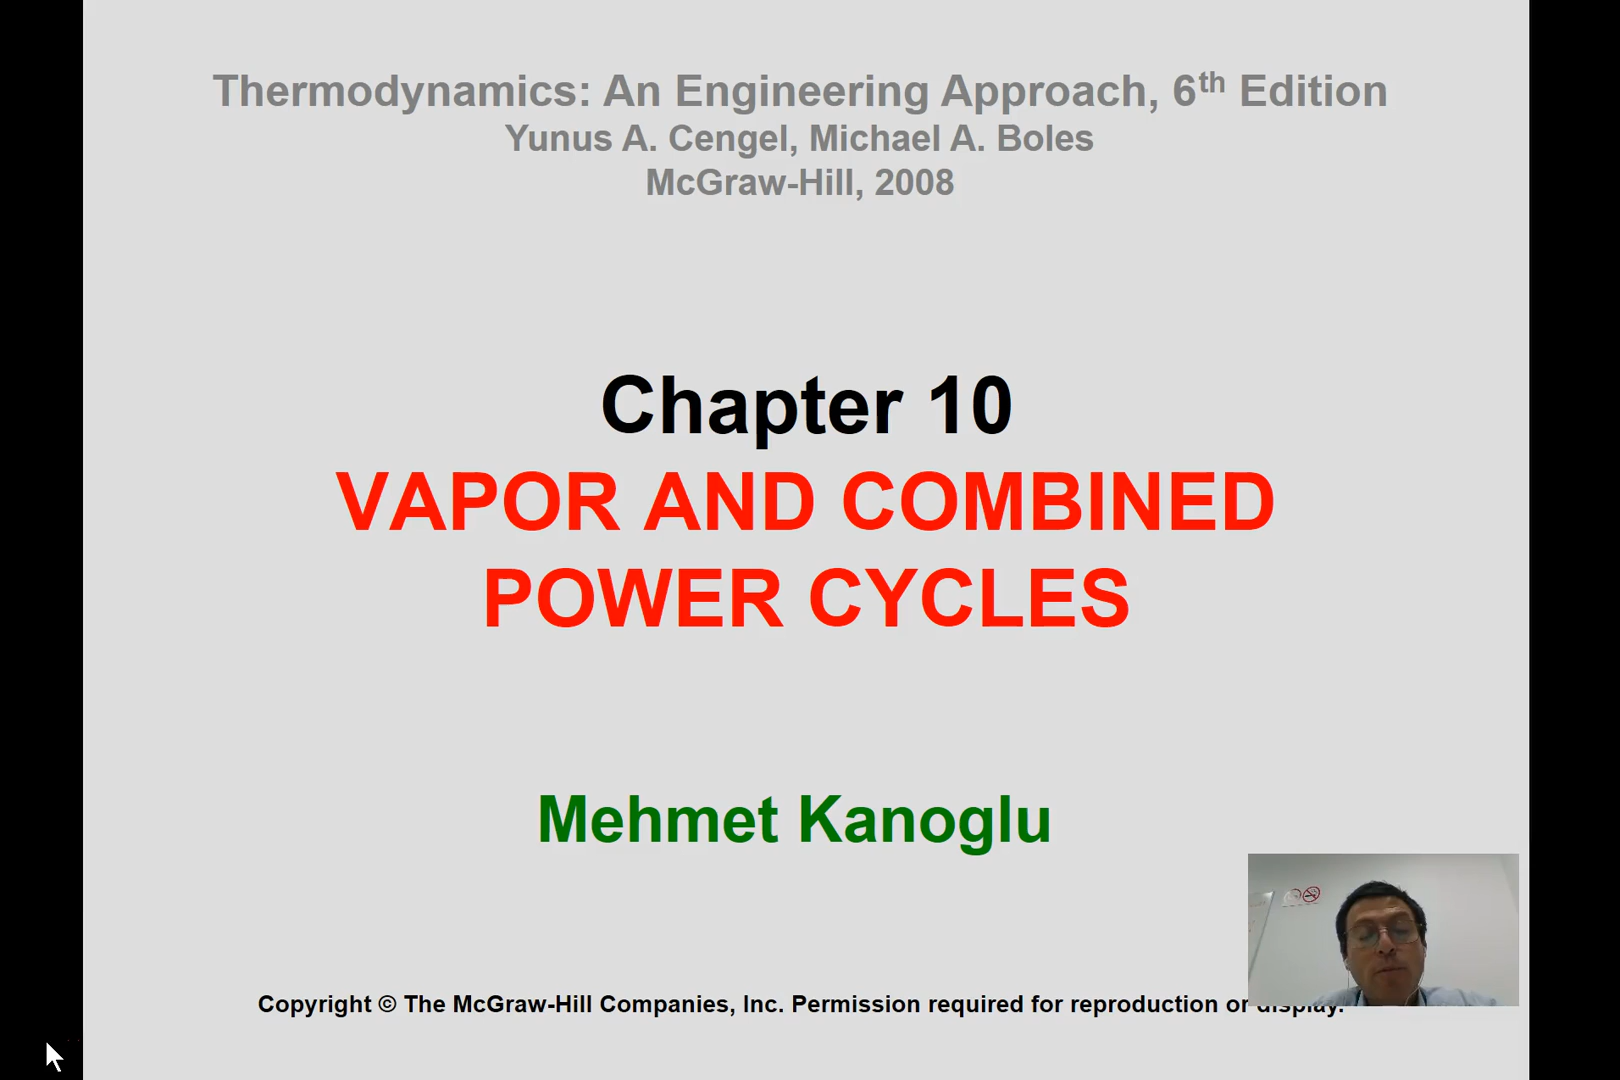 Thermodynamics: An Engineering Approach, 6th Edition
Yunus A. Cengel, Michael A. Boles
McGraw-Hill, 2008
Chapter 10
VAPOR AND COMBINED
POWER CYCLES
Mehmet Kanoglu
Copyright © The McGraw-Hill Companies, Inc. Permission required for reproduction or display.